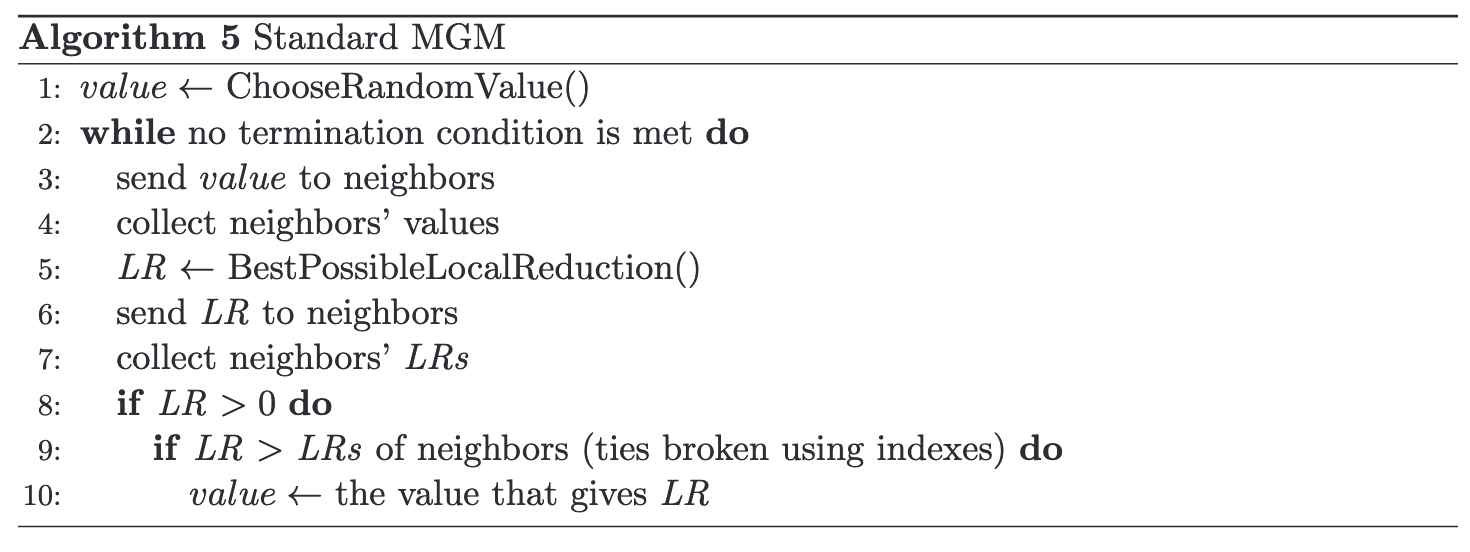 Algorithm 5 Standard MGM
1: value ← ChooseRandomValue()
2: while no termination condition is met do
3: send value to neighbors
4: collect neighbors’ values
5: LR ← BestPossibleLocalReduction()
6: send LR to neighbors
7: collect neighbors’ LRs
8: if LR > 0 do
9: if LR > LRs of neighbors (ties broken using indexes) do
10: value ← the value that gives LR